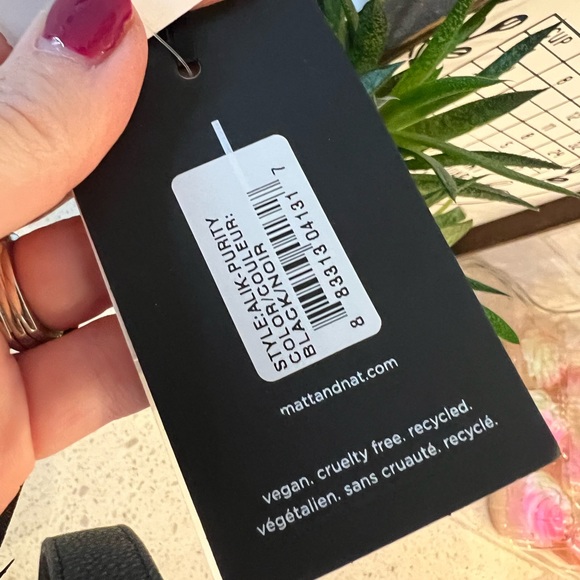 STYLE:ALIK-PURITY
COLOR/COULEUR:
BLACK/NOIR
8 83313 04131 7
mattandnat.com
vegan. cruelty free. recycled.
végétalien. sans cruauté. recyclé.
CUP